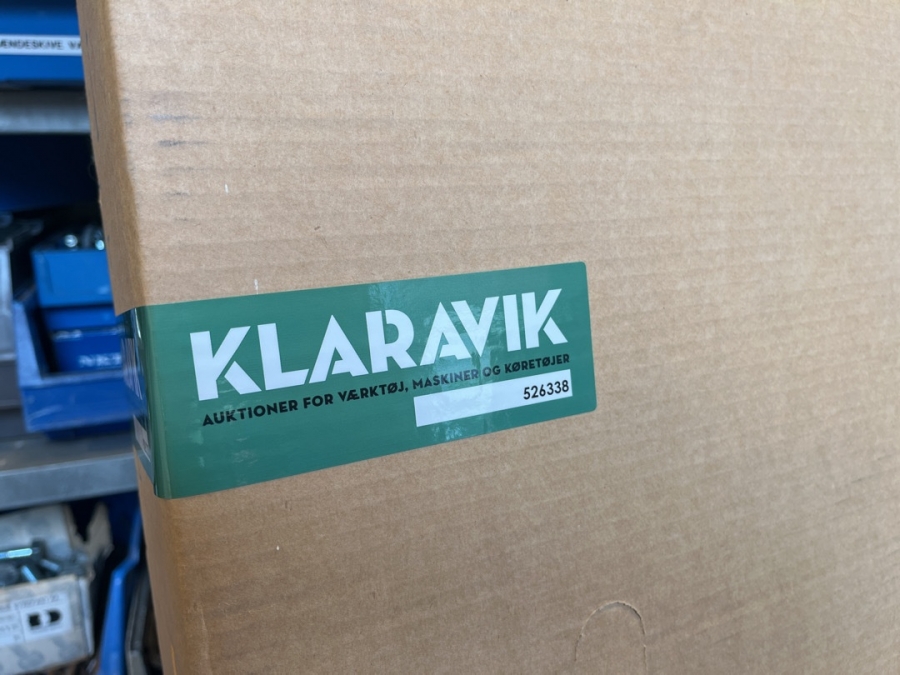 KLARAVIK
AUKTIONER FOR VÆRKTØJ, MASKINER OG KØRETØJER
526338